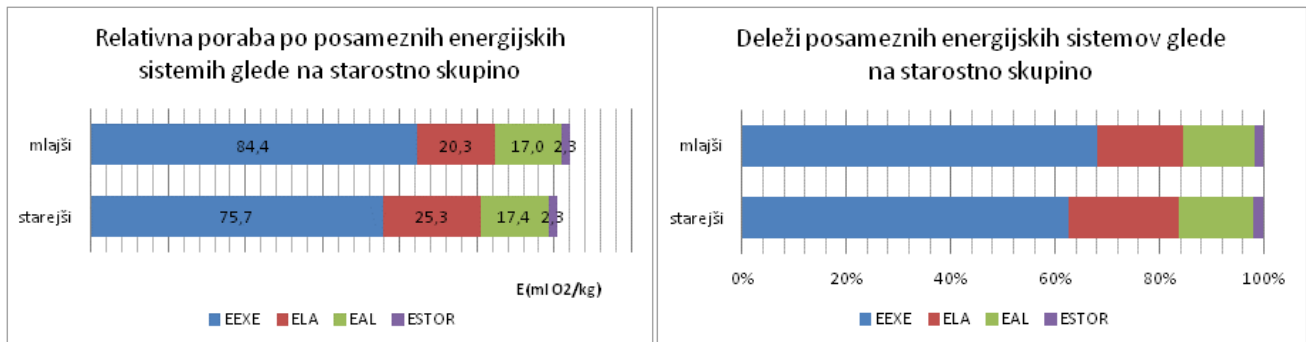 Relativna poraba po posameznih energijskih
sistemih glede na starostno skupino
mlajši
84,4 20,3 17,0 2,3
starejši
75,7 25,3 17,4 2,3
E(ml O2/kg)
EEXE ELA EAL ESTOR
Deleži posameznih energijskih sistemov glede
na starostno skupino
mlajši
starejši
0% 20% 40% 60% 80% 100%
EEXE ELA EAL ESTOR